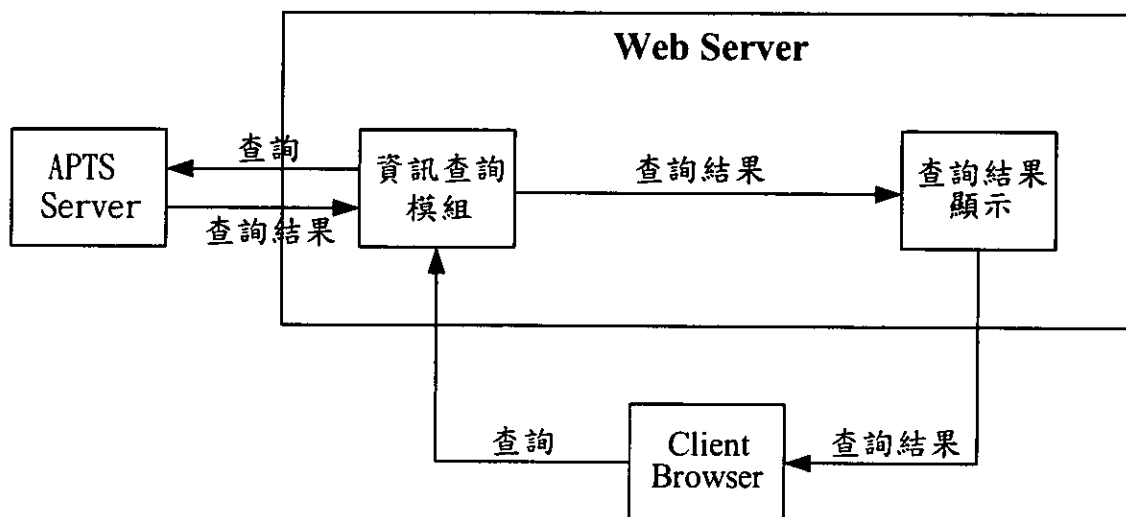 Web Server
APTS
Server
查詢
查詢結果
資訊查詢
模組
查詢結果
查詢結果
顯示
查詢
Client
Browser
查詢結果